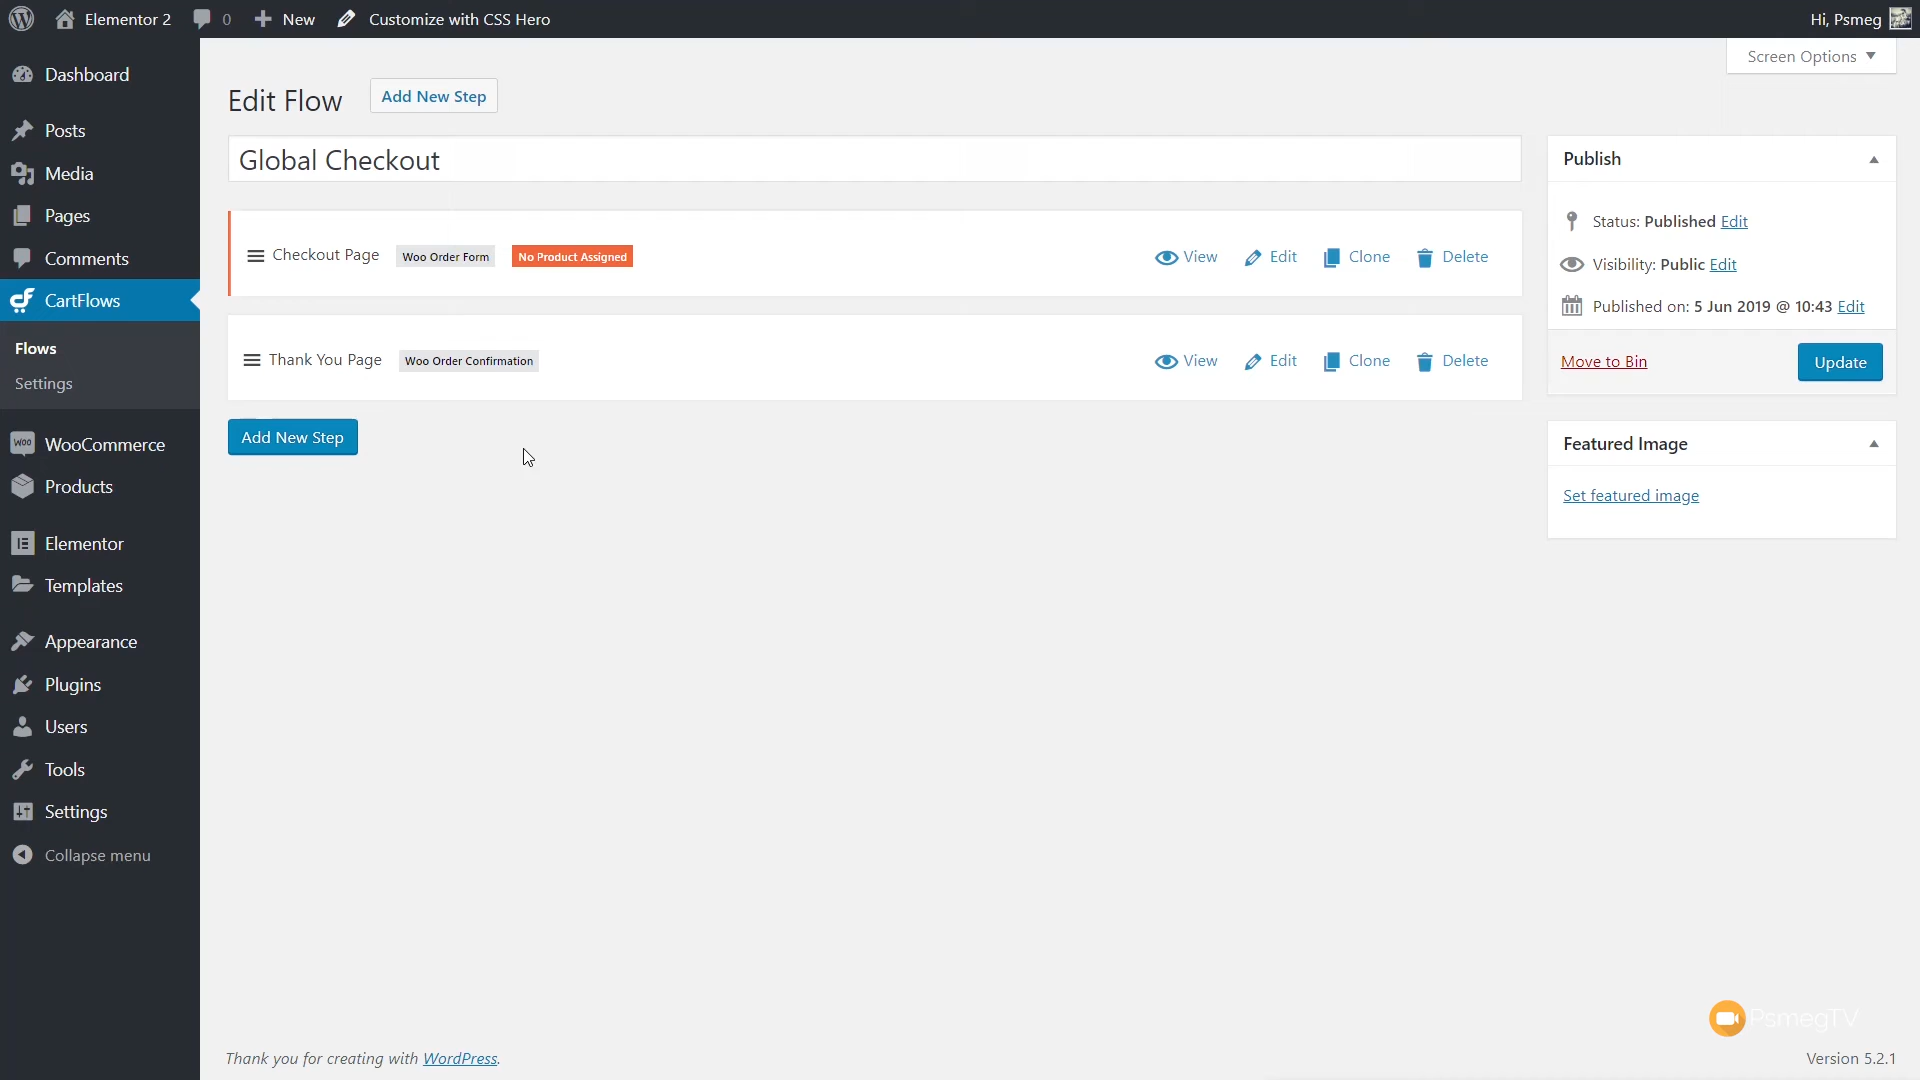 Elementor 2
0
New
Customize with CSS Hero
Hi, Psmeg
Screen Options
Dashboard
Posts
Media
Pages
Comments
CartFlows
Flows
Settings
WooCommerce
Products
Elementor
Templates
Appearance
Plugins
Users
Tools
Settings
Collapse menu
Edit Flow
Add New Step
Global Checkout
Checkout Page
Woo Order Form
No Product Assigned
View
Edit
Clone
Delete
Thank You Page
Woo Order Confirmation
View
Edit
Clone
Delete
Add New Step
Publish
Status: Published Edit
Visibility: Public Edit
Published on: 5 Jun 2019 @ 10:43 Edit
Move to Bin
Update
Featured Image
Set featured image
PsmegTV
Thank you for creating with WordPress.
Version 5.2.1